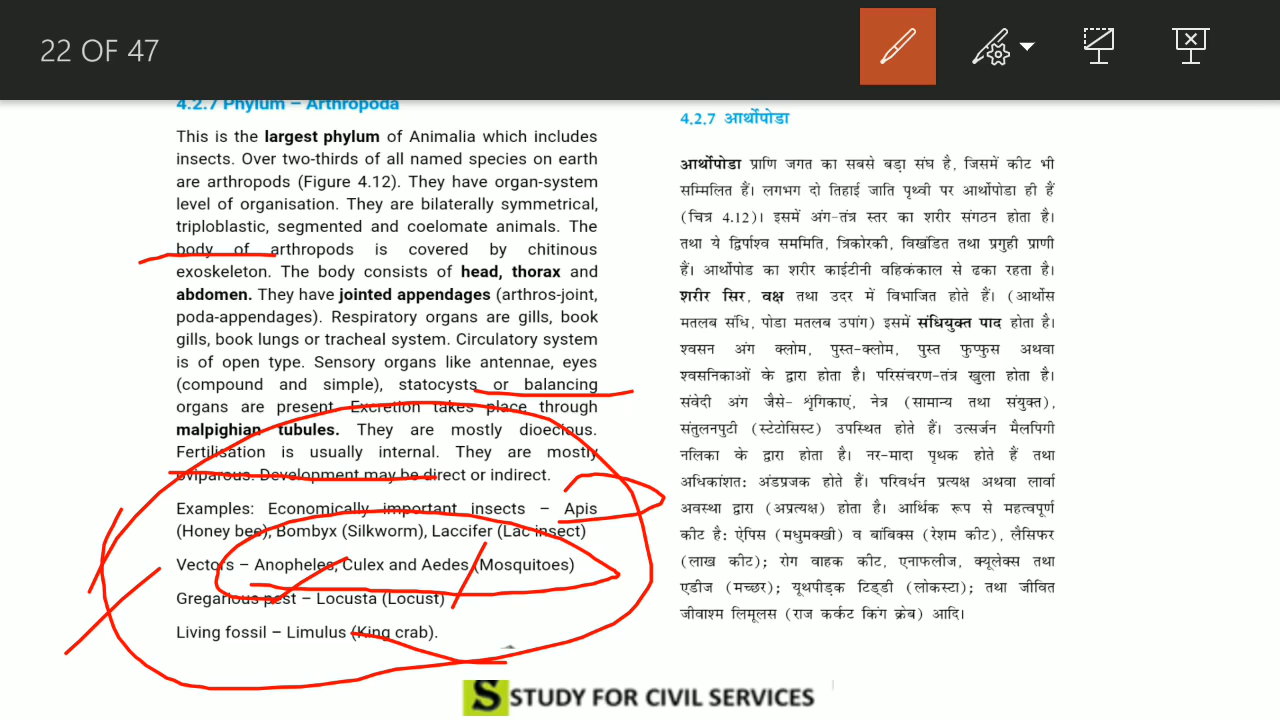 22 OF 47
4.2.7 Phylum – Arthropoda
This is the largest phylum of Animalia which includes
insects. Over two-thirds of all named species on earth
are arthropods (Figure 4.12). They have organ-system
level of organisation. They are bilaterally symmetrical,
triploblastic, segmented and coelomate animals. The
body of arthropods is covered by chitinous
exoskeleton. The body consists of head, thorax and
abdomen. They have jointed appendages (arthros-joint,
poda-appendages). Respiratory organs are gills, book
gills, book lungs or tracheal system. Circulatory system
is of open type. Sensory organs like antennae, eyes
(compound and simple), statocysts or balancing
organs are present. Excretion takes place through
malpighian tubules. They are mostly dioecious.
Fertilisation is usually internal. They are mostly
oviparous. Development may be direct or indirect.
Examples: Economically important insects – Apis
(Honey bee), Bombyx (Silkworm), Laccifer (Lac insect)
Vectors – Anopheles, Culex and Aedes (Mosquitoes)
Gregarious pest – Locusta (Locust)
Living fossil – Limulus (King crab).
4.2.7 आर्थोपोडा
आर्थोपोडा प्राणि जगत का सबसे बड़ा संघ है, जिसमें कीट भी
सम्मिलित हैं। लगभग दो तिहाई जाति पृथ्वी पर आर्थोपोडा ही हैं
(चित्र 4.12)। इसमें अंग-तंत्र स्तर का शरीर संगठन होता है।
तथा ये द्विपार्श्व सममिति, त्रिकोरकी, विखंडित तथा प्रगुही प्राणी
हैं। आर्थोपोड का शरीर काईटीनी वहिकंकाल से ढका रहता है।
शरीर सिर, वक्ष तथा उदर में विभाजित होते हैं। (आर्थोस
मतलब संधि, पोडा मतलब उपांग) इसमें संधियुक्त पाद होता है।
श्वसन अंग क्लोम, पुस्त-क्लोम, पुस्त फुप्फुस अथवा
श्वसनिकाओं के द्वारा होता है। परिसंचरण-तंत्र खुला होता है।
संवेदी अंग जैसे- शृंगिकाएं, नेत्र (सामान्य तथा संयुक्त),
संतुलनपुटी (स्टेटोसिस्ट) उपस्थित होते हैं। उत्सर्जन मैलपिगी
नलिका के द्वारा होता है। नर-मादा पृथक होते हैं तथा
अधिकांशत: अंडप्रजक होते हैं। परिवर्धन प्रत्यक्ष अथवा लार्वा
अवस्था द्वारा (अप्रत्यक्ष) होता है। आर्थिक रूप से महत्वपूर्ण
कीट है: ऐपिस (मधुमक्खी) व बांबिक्स (रेशम कीट), लैसिफर
(लाख कीट); रोग वाहक कीट, एनाफलीज, क्यूलेक्स तथा
एडीज (मच्छर); यूथपीड़क टिड्डी (लोकस्टा); तथा जीवित
जीवाश्म लिमूलस (राज कर्कट किंग क्रेब) आदि।
S STUDY FOR CIVIL SERVICES